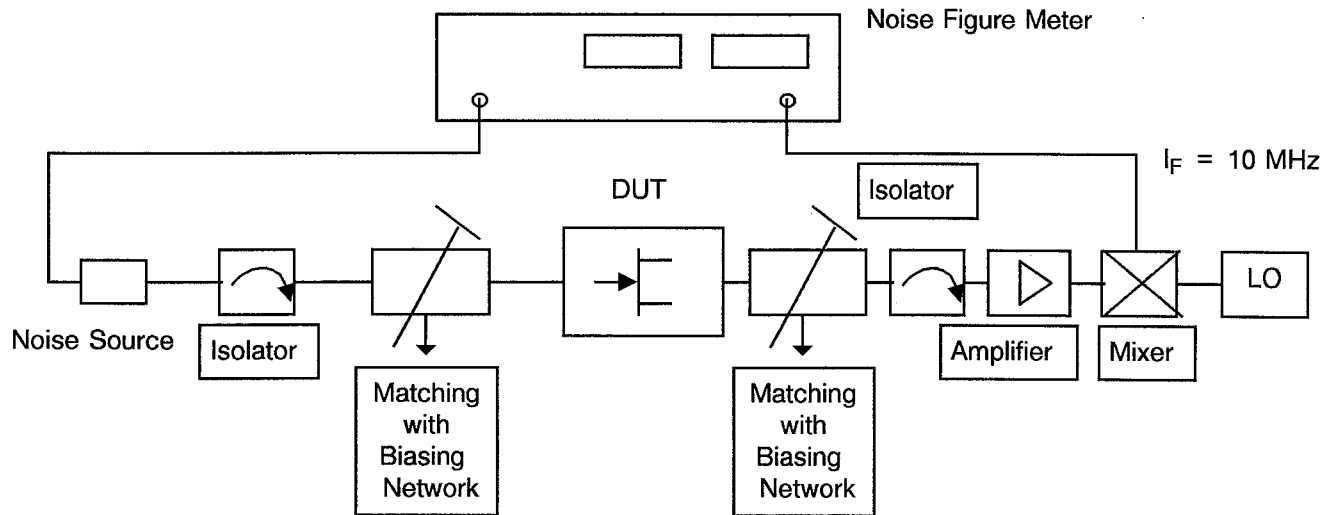 Noise Figure Meter
I_F = 10 MHz
Isolator
DUT
LO
Noise Source
Isolator
Amplifier
Mixer
Matching
with
Biasing
Network
Matching
with
Biasing
Network